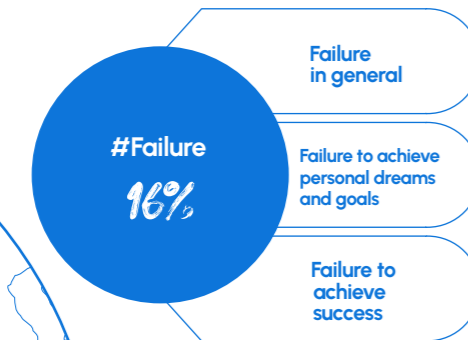 #Failure
16%
Failure
in general
Failure to achieve
personal dreams
and goals
Failure to
achieve
success